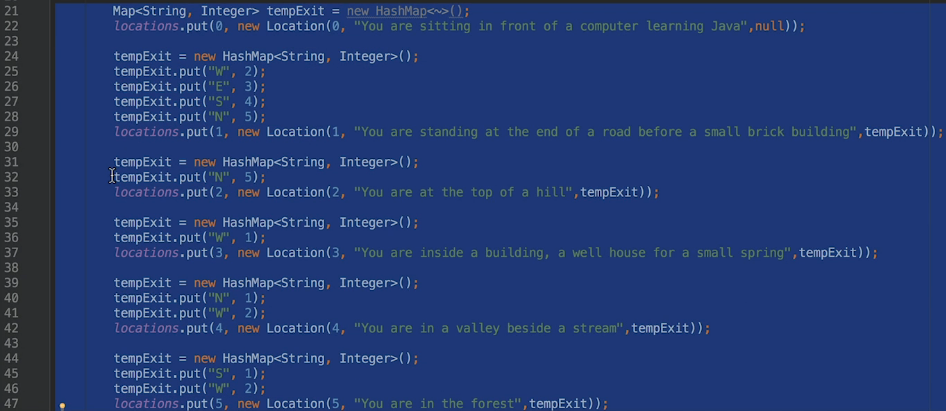 21 Map<String, Integer> tempExit = new HashMap<~>();
22 locations.put(0, new Location(0, "You are sitting in front of a computer learning Java",null));
23
24 tempExit = new HashMap<String, Integer>();
25 tempExit.put("W", 2);
26 tempExit.put("E", 3);
27 tempExit.put("S", 4);
28 tempExit.put("N", 5);
29 locations.put(1, new Location(1, "You are standing at the end of a road before a small brick building",tempExit));
30
31 tempExit = new HashMap<String, Integer>();
32 tempExit.put("N", 5);
33 locations.put(2, new Location(2, "You are at the top of a hill",tempExit));
34
35 tempExit = new HashMap<String, Integer>();
36 tempExit.put("W", 1);
37 locations.put(3, new Location(3, "You are inside a building, a well house for a small spring",tempExit));
38
39 tempExit = new HashMap<String, Integer>();
40 tempExit.put("N", 1);
41 tempExit.put("W", 2);
42 locations.put(4, new Location(4, "You are in a valley beside a stream",tempExit));
43
44 tempExit = new HashMap<String, Integer>();
45 tempExit.put("S", 1);
46 tempExit.put("W", 2);
47 locations.put(5, new Location(5, "You are in the forest",tempExit));